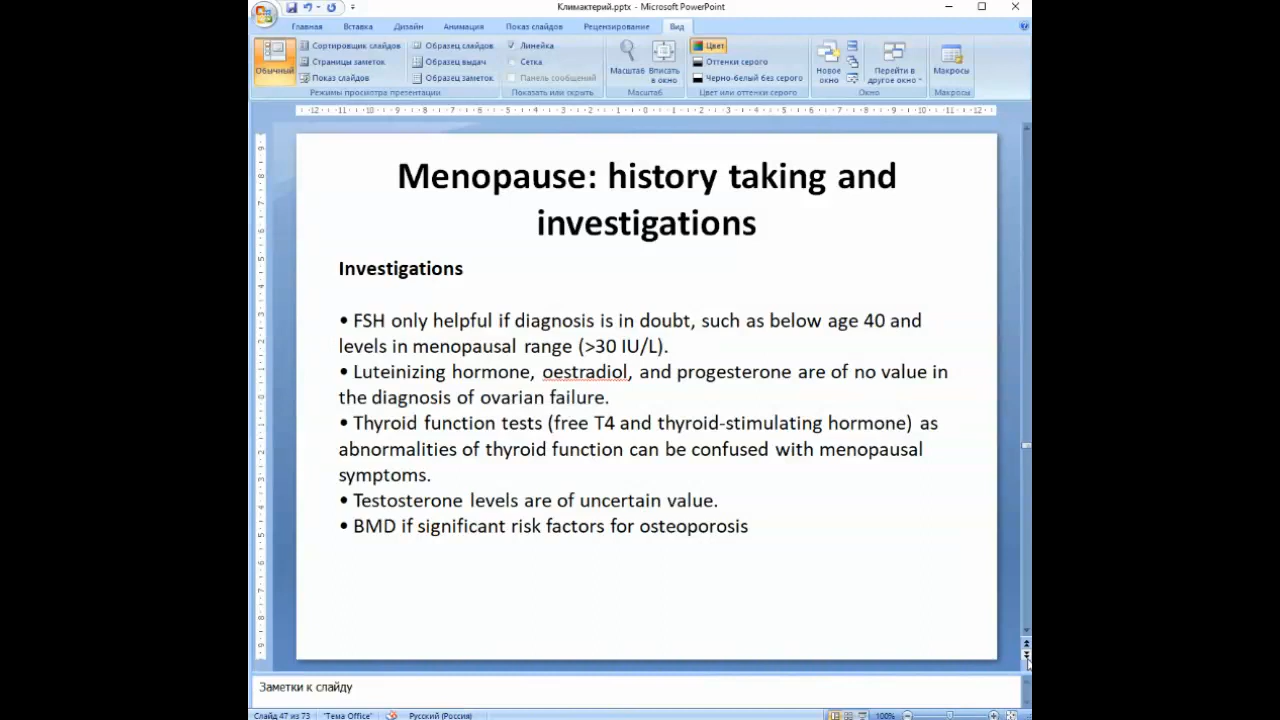 Климактерий.pptx - Microsoft PowerPoint
Главная Вставка Дизайн Анимация Показ слайдов Рецензирование Вид
Обычный
Сортировщик слайдов
Страницы заметок
Показ слайдов
Образец слайдов
Образец выдач
Образец заметок
Режимы просмотра презентации
Линейка
Сетка
Панель сообщений
Показать или скрыть
Масштаб
Вписать в окно
Масштаб
Цвет
Оттенки серого
Черно-белый без серого
Цвет или оттенки серого
Новое окно
Перейти в другое окно
Окно
Макросы
Макросы
Menopause: history taking and
investigations
Investigations
• FSH only helpful if diagnosis is in doubt, such as below age 40 and
levels in menopausal range (>30 IU/L).
• Luteinizing hormone, oestradiol, and progesterone are of no value in
the diagnosis of ovarian failure.
• Thyroid function tests (free T4 and thyroid-stimulating hormone) as
abnormalities of thyroid function can be confused with menopausal
symptoms.
• Testosterone levels are of uncertain value.
• BMD if significant risk factors for osteoporosis
Заметки к слайду
Слайд 47 из 73 "Тема Office" Русский (Россия) 100%